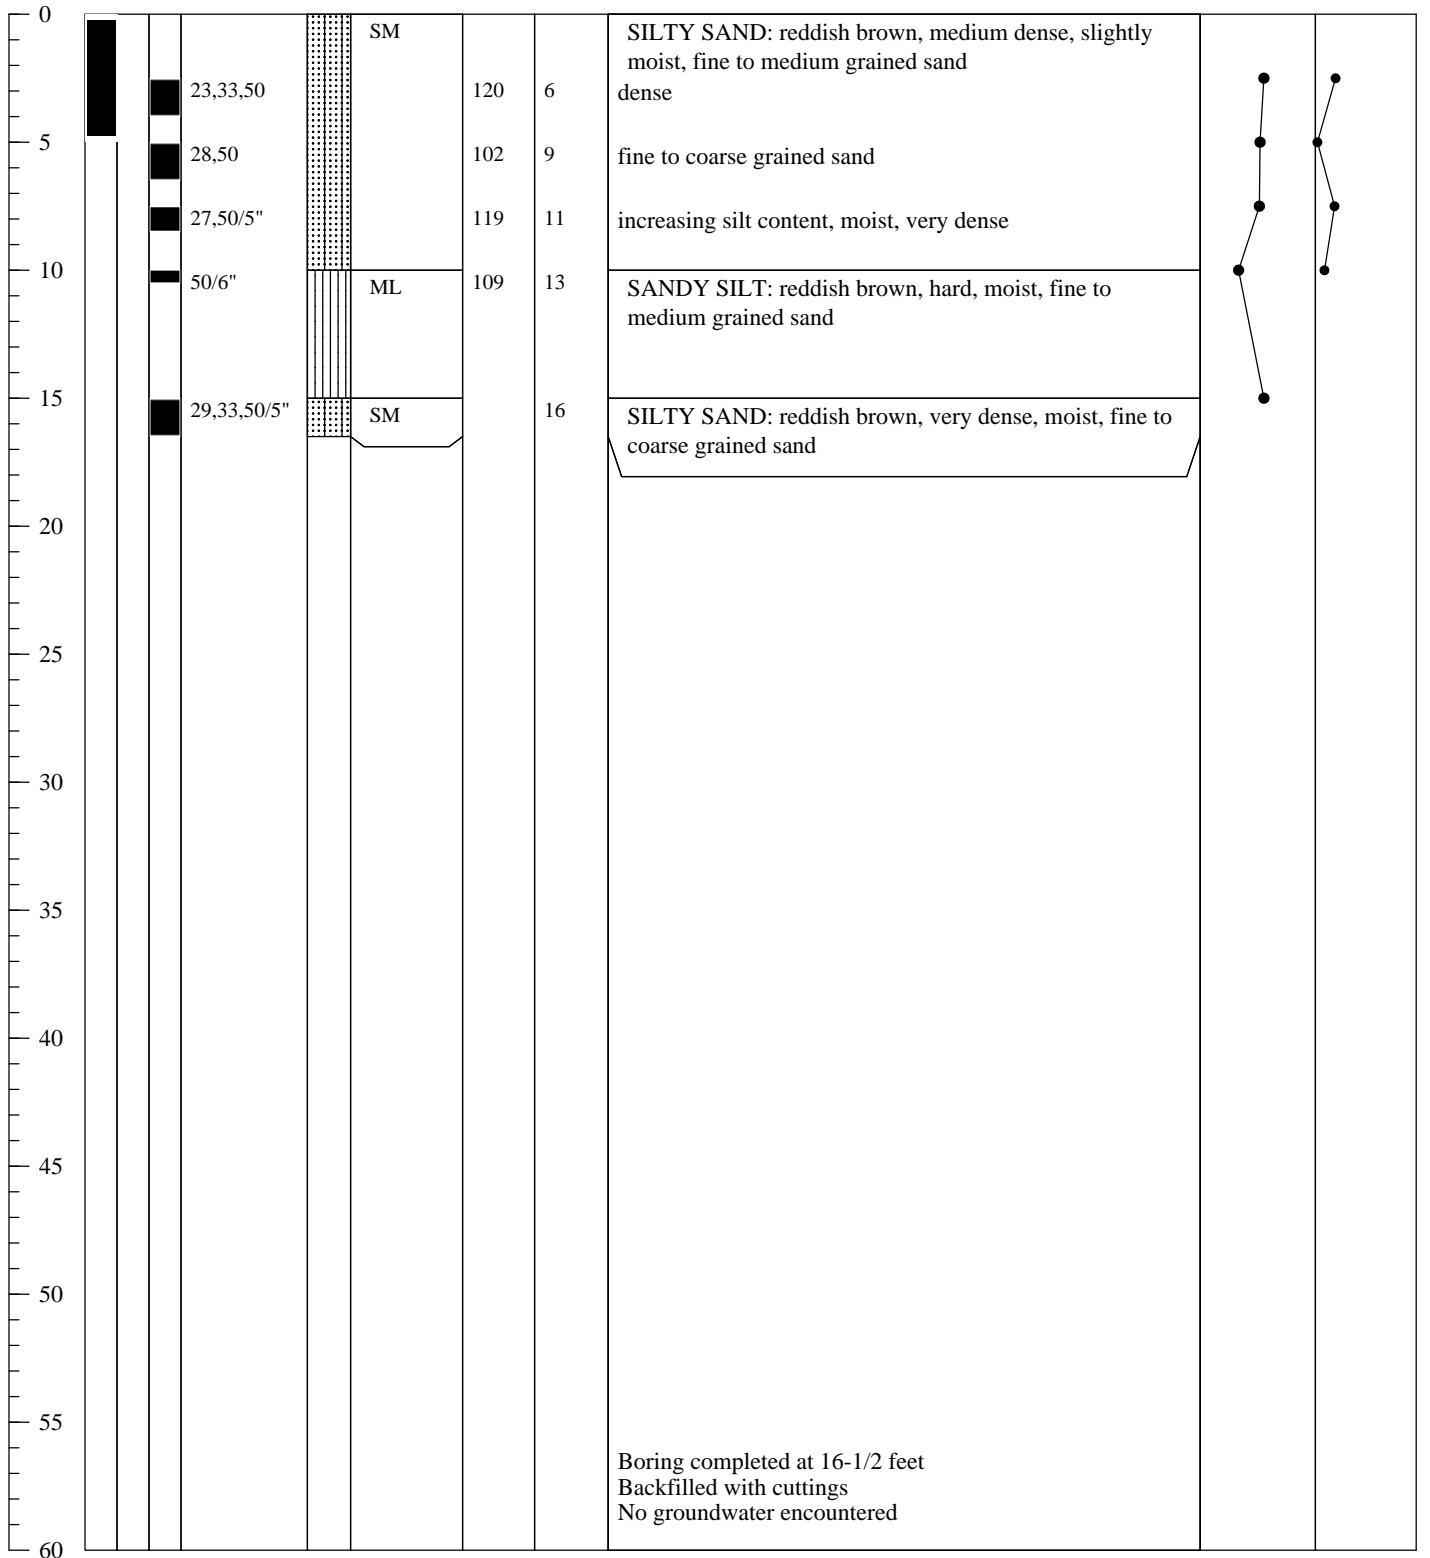 0
SM
SILTY SAND: reddish brown, medium dense, slightly
moist, fine to medium grained sand
23,33,50
120
6
dense
5
28,50
102
9
fine to coarse grained sand
27,50/5"
119
11
increasing silt content, moist, very dense
10
50/6"
ML
109
13
SANDY SILT: reddish brown, hard, moist, fine to
medium grained sand
15
29,33,50/5"
SM
16
SILTY SAND: reddish brown, very dense, moist, fine to
coarse grained sand
20
25
30
35
40
45
50
55
Boring completed at 16-1/2 feet
Backfilled with cuttings
No groundwater encountered
60